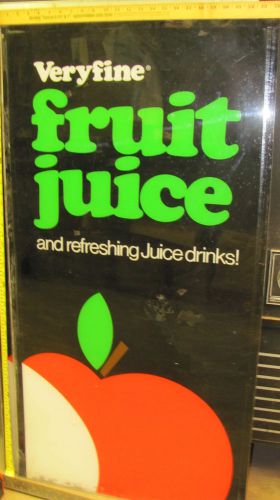 Veryfine®
fruit
juice
and refreshing Juice drinks!